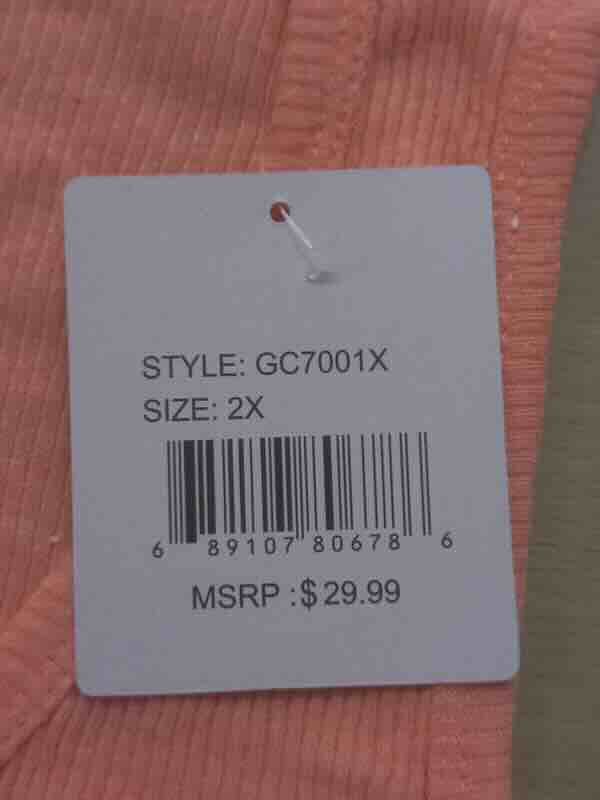 STYLE: GC7001X
SIZE: 2X
6 89107 80678 6
MSRP :$ 29.99